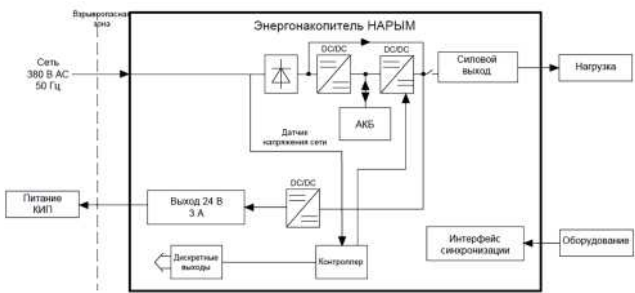 Взрывоопасная
зона
Энергонакопитель НАРЫМ
Сеть
380 В АС
50 Гц
DC/DC
DC/DC
Силовой
выход
Нагрузка
АКБ
Датчик
напряжения сети
DC/DC
Питание
КИП
Выход 24 В
3 А
Интерфейс
синхронизации
Оборудование
Дискретные
выходы
Контроллер